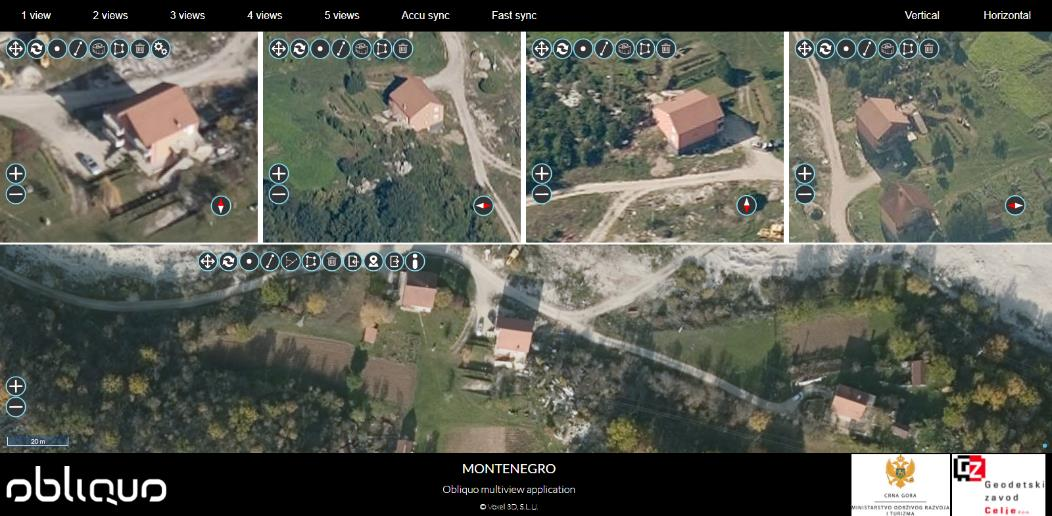 1 view 2 views 3 views 4 views 5 views Accu sync Fast sync Vertical Horizontal
20 m
obliquo
MONTENEGRO
Obliquo multiview application
© Voxel 3D, S.L.U.
CRNA GORA
MINISTARSTVO ODRŽIVOG RAZVOJA
I TURIZMA
GZ
Geodetski
zavod
Celje d.o.o.